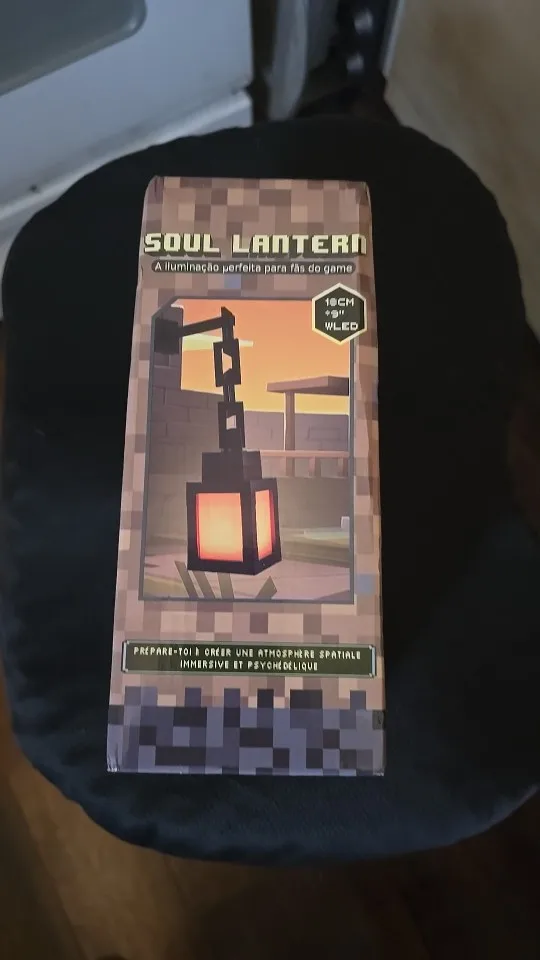 SOUL LANTERN
A iluminação perfeita para fãs do game
18CM
+9"
WLED
PRÉPARE-TOI À CRÉER UNE ATMOSPHÈRE SPATIALE
IMMERSIVE ET PSYCHÉDÉLIQUE